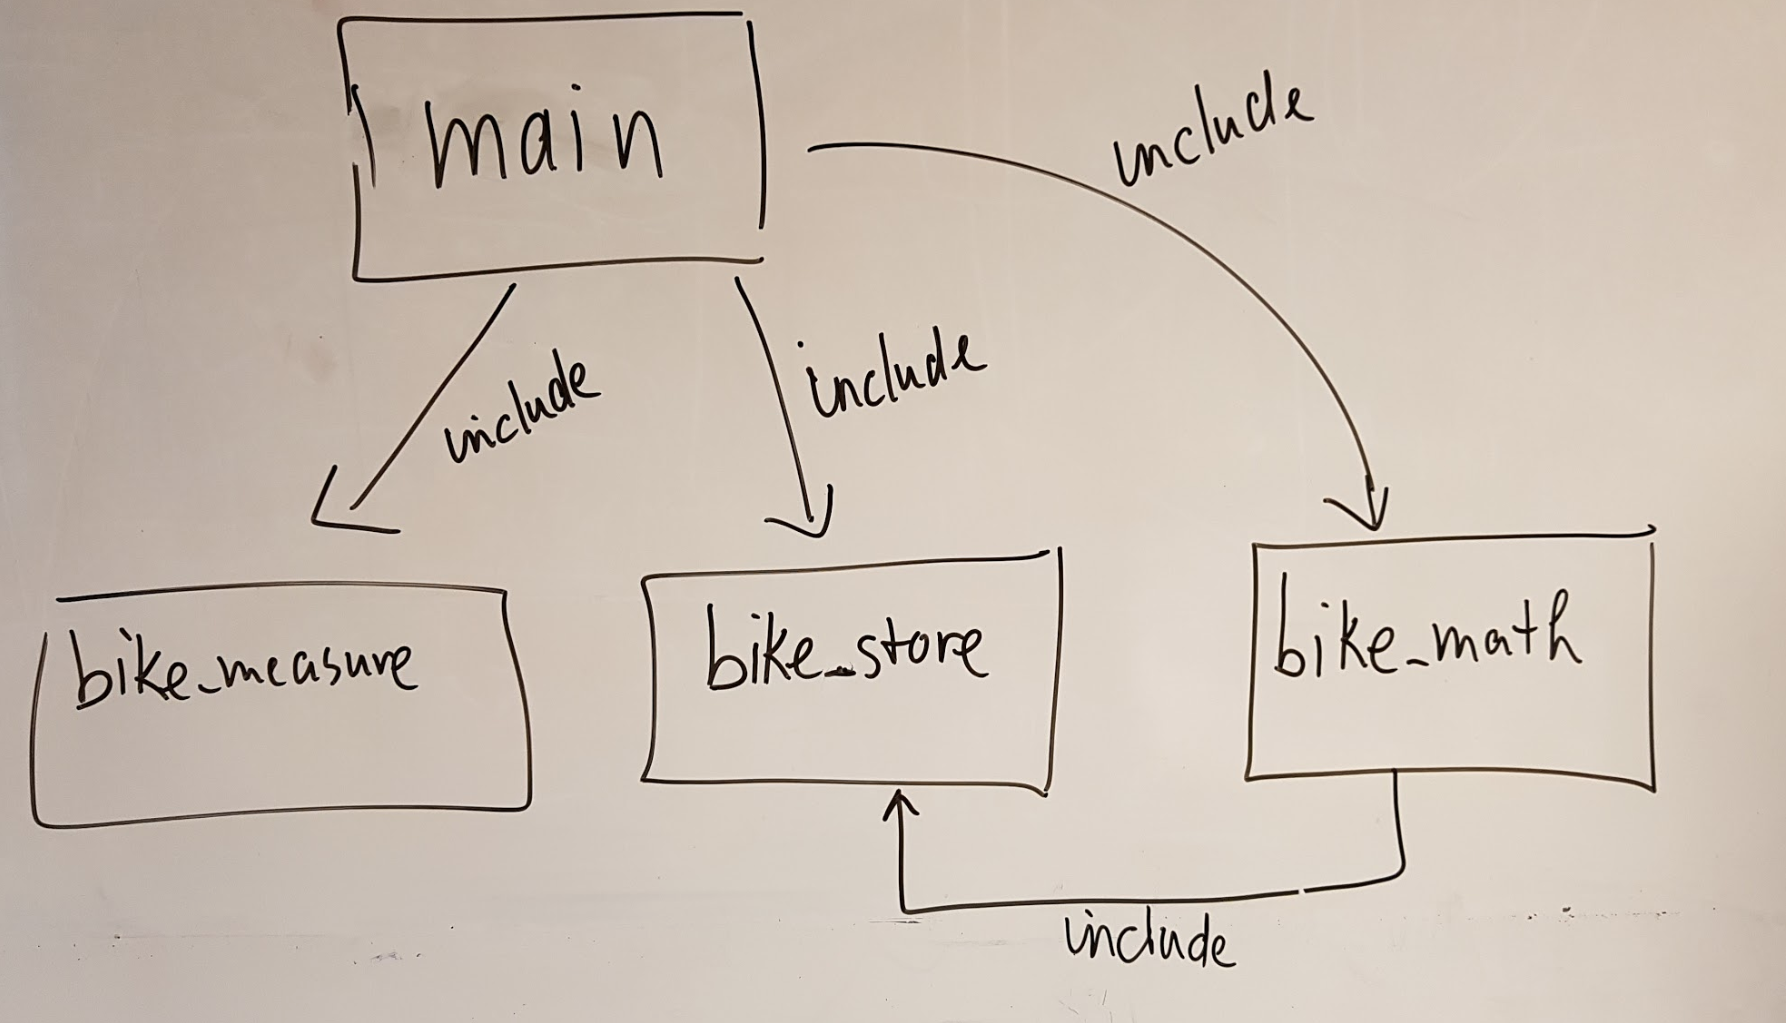 main
include
include
include
bike_measure
bike_store
bike_math
include